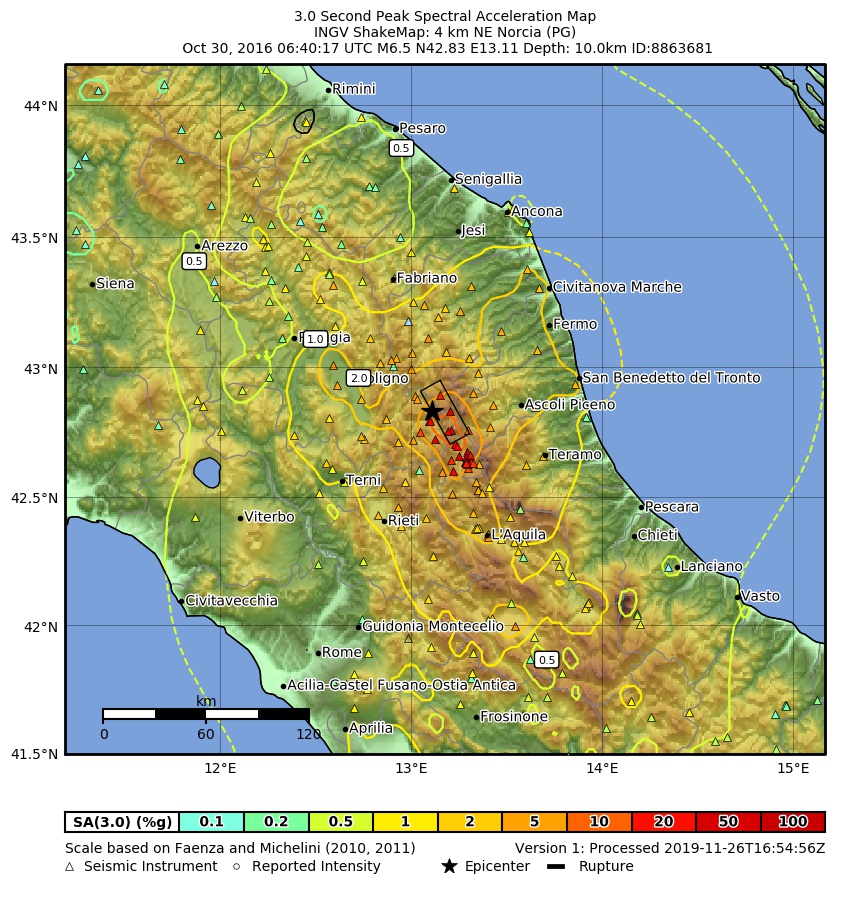 3.0 Second Peak Spectral Acceleration Map
INGV ShakeMap: 4 km NE Norcia (PG)
Oct 30, 2016 06:40:17 UTC M6.5 N42.83 E13.11 Depth: 10.0km ID:8863681
44°N
Rimini
Pesaro
0.5
Senigallia
Ancona
43.5°N
Jesi
Arezzo
0.5
Siena
Fabriano
Civitanova Marche
Fermo
1.0
43°N
2.0
San Benedetto del Tronto
Ascoli Piceno
Teramo
42.5°N
Terni
Pescara
Viterbo
Rieti
L'Aquila
Chieti
Lanciano
Civitavecchia
Vasto
42°N
Guidonia Montecelio
Rome
0.5
Acilia-Castel Fusano-Ostia Antica
km
0 60 120
Aprilia
Frosinone
41.5°N
12°E 13°E 14°E 15°E
SA(3.0) (%g) 0.1 0.2 0.5 1 2 5 10 20 50 100
Scale based on Faenza and Michelini (2010, 2011) Version 1: Processed 2019-11-26T16:54:56Z
Seismic Instrument Reported Intensity Epicenter Rupture